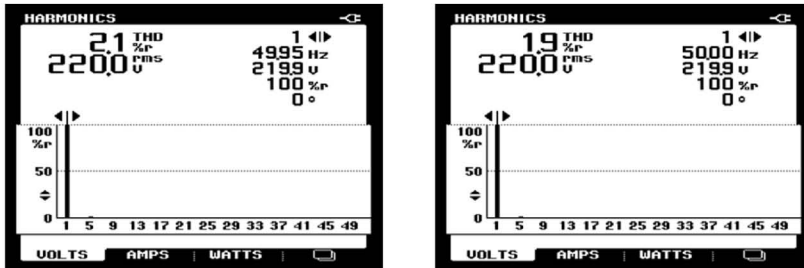 HARMONICS
2.1 THD %r
220.0 rms V
1
49.95 Hz
219.9 V
100 %r
0 °
100
%r
50
0
1 5 9 13 17 21 25 29 33 37 41 45 49
VOLTS AMPS WATTS
HARMONICS
1.9 THD %r
220.0 rms V
1
50.00 Hz
219.9 V
100 %r
0 °
100
%r
50
0
1 5 9 13 17 21 25 29 33 37 41 45 49
VOLTS AMPS WATTS